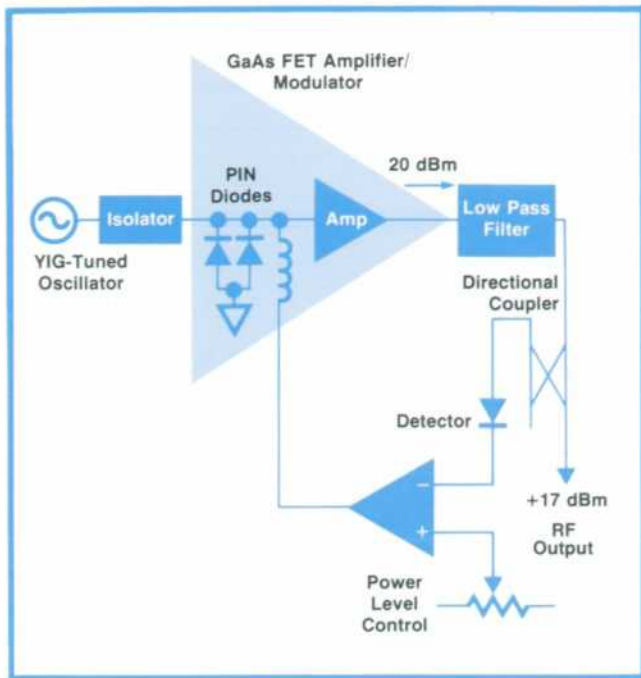 GaAs FET Amplifier/
Modulator
20 dBm
PIN
Diodes
Isolator
Amp
Low Pass
Filter
YIG-Tuned
Oscillator
Directional
Coupler
Detector
−
+
+17 dBm
RF
Output
Power
Level
Control